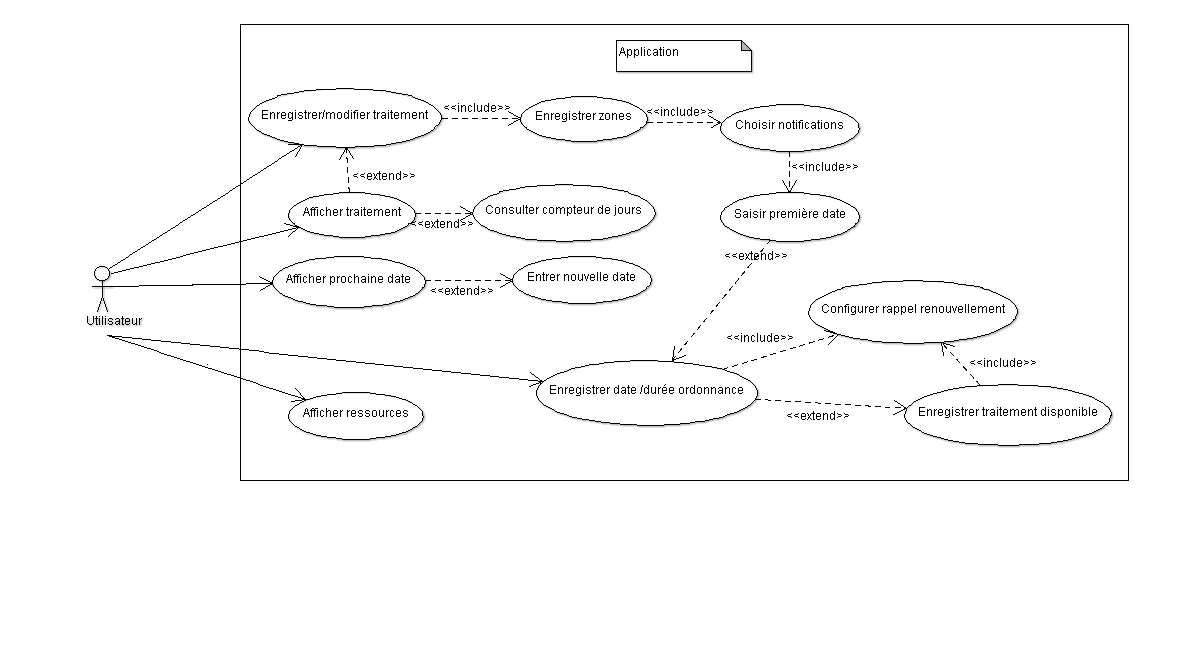 Application
Enregistrer/modifier traitement
<<include>>
Enregistrer zones
<<include>>
Choisir notifications
<<include>>
<<extend>>
Afficher traitement
<<extend>>
Consulter compteur de jours
Saisir première date
<<extend>>
Afficher prochaine date
<<extend>>
Entrer nouvelle date
Utilisateur
Configurer rappel renouvellement
<<include>>
<<include>>
Enregistrer date /durée ordonnance
<<extend>>
Enregistrer traitement disponible
Afficher ressources